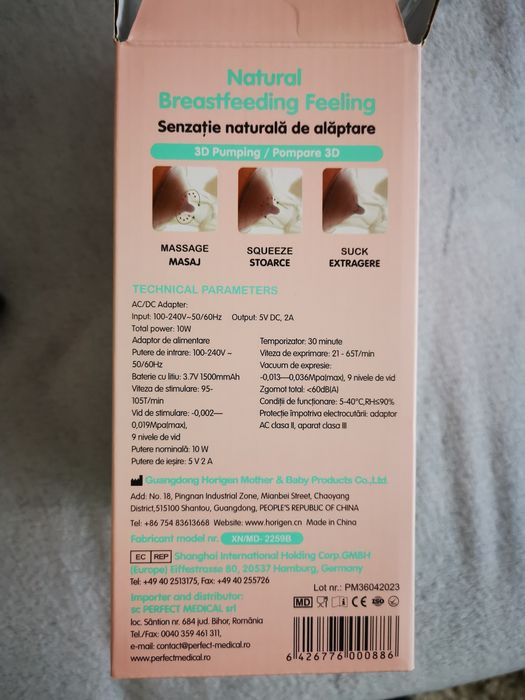 Natural
Breastfeeding Feeling
Senzație naturală de alăptare
3D Pumping / Pompare 3D
MASSAGE SQUEEZE SUCK
MASAJ STOARCE EXTRAGERE
TECHNICAL PARAMETERS
AC/DC Adapter:
Input: 100-240V~50/60Hz Output: 5V DC, 2A
Total power: 10W
Adaptor de alimentare Temporizator: 30 minute
Putere de intrare: 100-240V ~ Viteza de exprimare: 21 - 65T/min
50/60Hz Vacuum de expresie:
Baterie cu litiu: 3.7V 1500mmAh -0,013—0,036Mpa(max), 9 nivele de vid
Viteza de stimulare: 95- Zgomot total: <60dB(A)
105T/min Condiții de funcționare: 5-40°C,RH≤90%
Vid de stimulare: -0,002— Protecție împotriva electrocutării: adaptor
0,019Mpa(max), AC clasa II, aparat clasa III
9 nivele de vid
Putere nominală: 10 W
Putere de ieșire: 5 V 2 A
Guangdong Horigen Mother & Baby Products Co.,Ltd.
Add: No. 18, Pingnan Industrial Zone, Mianbei Street, Chaoyang
District,515100 Shantou, Guangdong, PEOPLE'S REPUBLIC OF CHINA
Tel: +86 754 83613668 Website: www.horigen.cn Made in China
Fabricant model nr. XN/MD- 2259B
EC REP Shanghai International Holding Corp.GMBH
(Europe) Eiffestrasse 80, 20537 Hamburg, Germany
Tel: +49 40 2513175, Fax: +49 40 255726
Lot nr.: PM36042023
Importer and distributor:
sc PERFECT MEDICAL srl
MD CE ISO
loc. Sântion nr. 684 jud. Bihor, România
Tel./Fax: 0040 359 461 311,
e-mail: contact@perfect-medical.ro
www.perfectmedical.ro
6 426776 000886